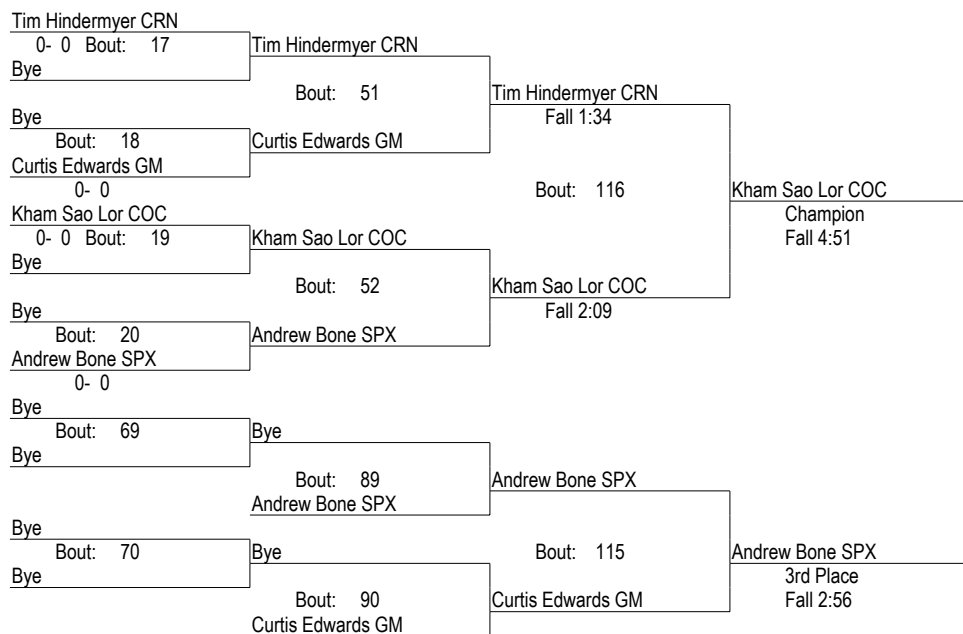 Tim Hindermyer CRN
0- 0 Bout: 17
Tim Hindermyer CRN
Bye
Bout: 51
Tim Hindermyer CRN
Bye
Fall 1:34
Bout: 18
Curtis Edwards GM
Curtis Edwards GM
0- 0
Bout: 116
Kham Sao Lor COC
Kham Sao Lor COC
Champion
0- 0 Bout: 19
Kham Sao Lor COC
Fall 4:51
Bye
Bout: 52
Kham Sao Lor COC
Bye
Fall 2:09
Bout: 20
Andrew Bone SPX
Andrew Bone SPX
0- 0
Bye
Bout: 69
Bye
Bye
Bout: 89
Andrew Bone SPX
Andrew Bone SPX
Bye
Bout: 70
Bye
Bout: 115
Andrew Bone SPX
Bye
3rd Place
Bout: 90
Curtis Edwards GM
Fall 2:56
Curtis Edwards GM